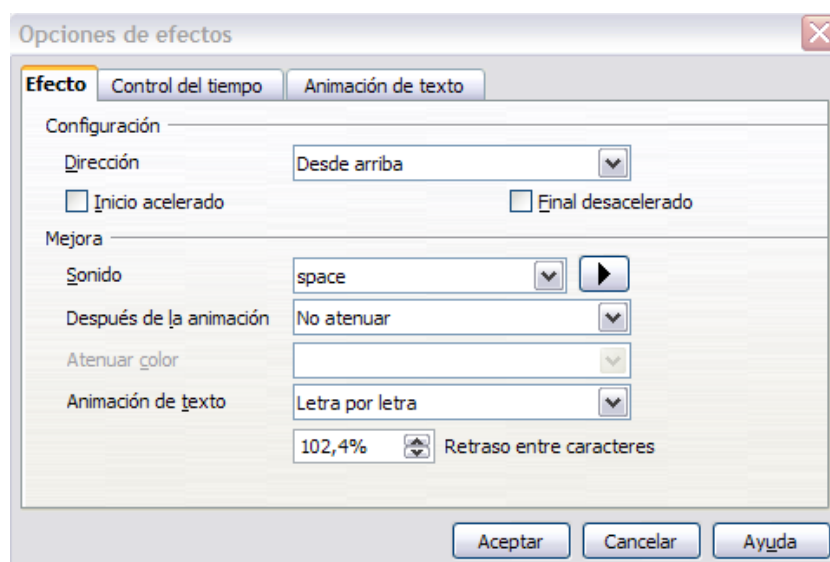 Opciones de efectos
Efecto Control del tiempo Animación de texto
Configuración
Dirección Desde arriba
Inicio acelerado Final desacelerado
Mejora
Sonido space
Después de la animación No atenuar
Atenuar color
Animación de texto Letra por letra
102,4% Retraso entre caracteres
Aceptar Cancelar Ayuda